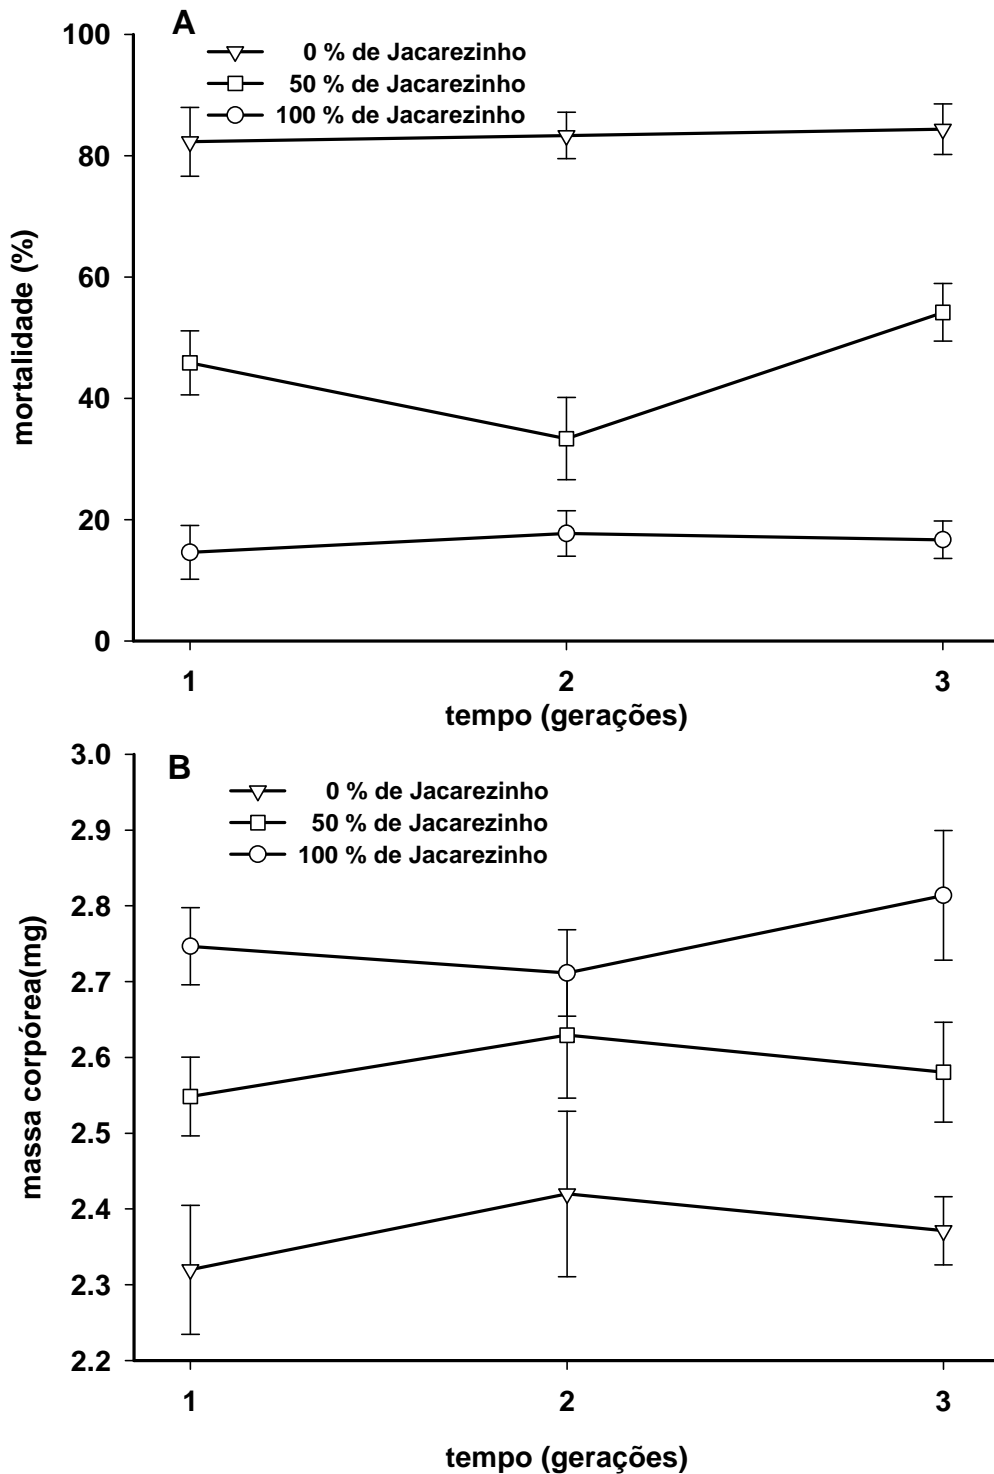 A
0 % de Jacarezinho
50 % de Jacarezinho
100 % de Jacarezinho
100
80
60
40
20
0
mortalidade (%)
1 2 3
tempo (gerações)
B
0 % de Jacarezinho
50 % de Jacarezinho
100 % de Jacarezinho
3.0
2.9
2.8
2.7
2.6
2.5
2.4
2.3
2.2
massa corpórea(mg)
1 2 3
tempo (gerações)